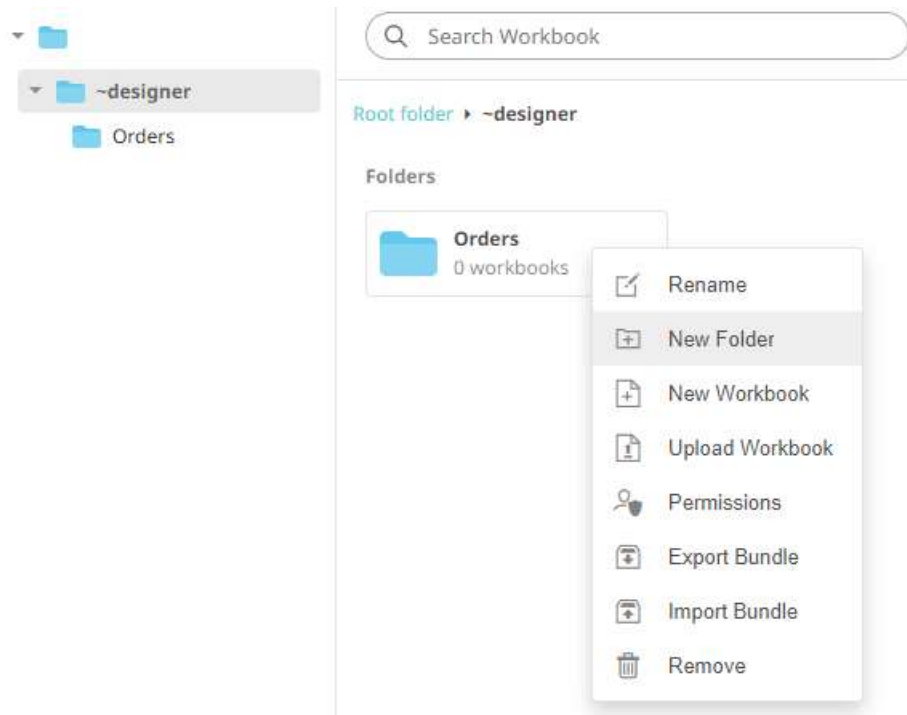 ~designer
Orders
Search Workbook
Root folder ~designer
Folders
Orders
0 workbooks
Rename
New Folder
New Workbook
Upload Workbook
Permissions
Export Bundle
Import Bundle
Remove